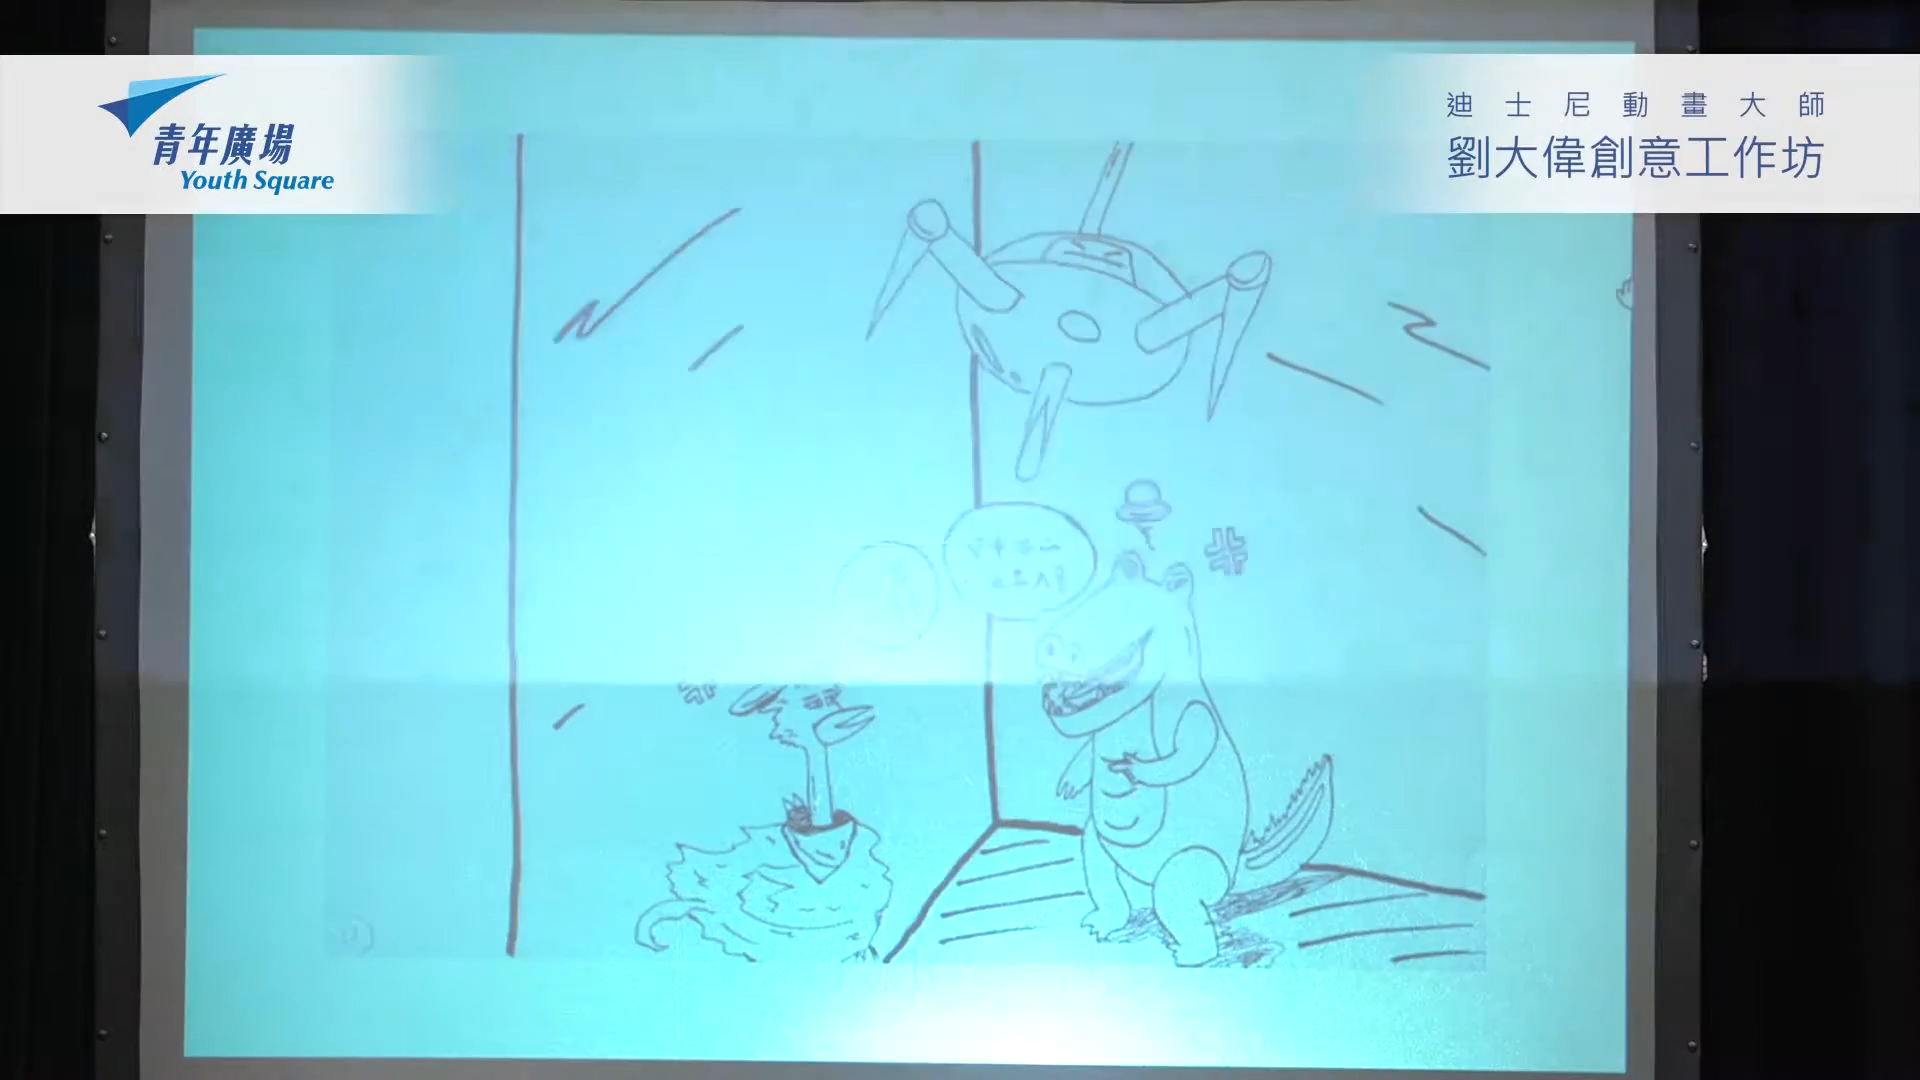 青年廣場
Youth Square
迪士尼動畫大師
劉大偉創意工作坊